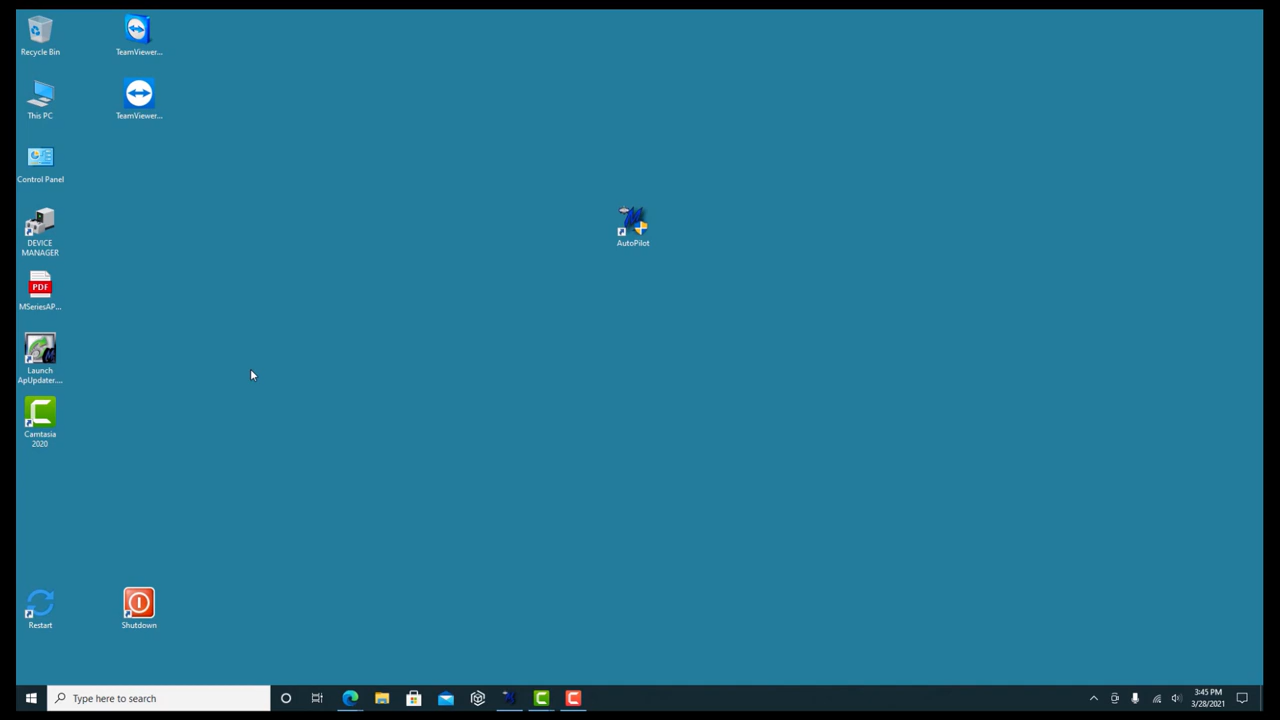 Recycle Bin
TeamViewer...
This PC
TeamViewer...
Control Panel
DEVICE
MANAGER
AutoPilot
PDF
MSeriesAP...
Launch
ApUpdater....
Camtasia
2020
Restart
Shutdown
Type here to search
3:45 PM
3/28/2021